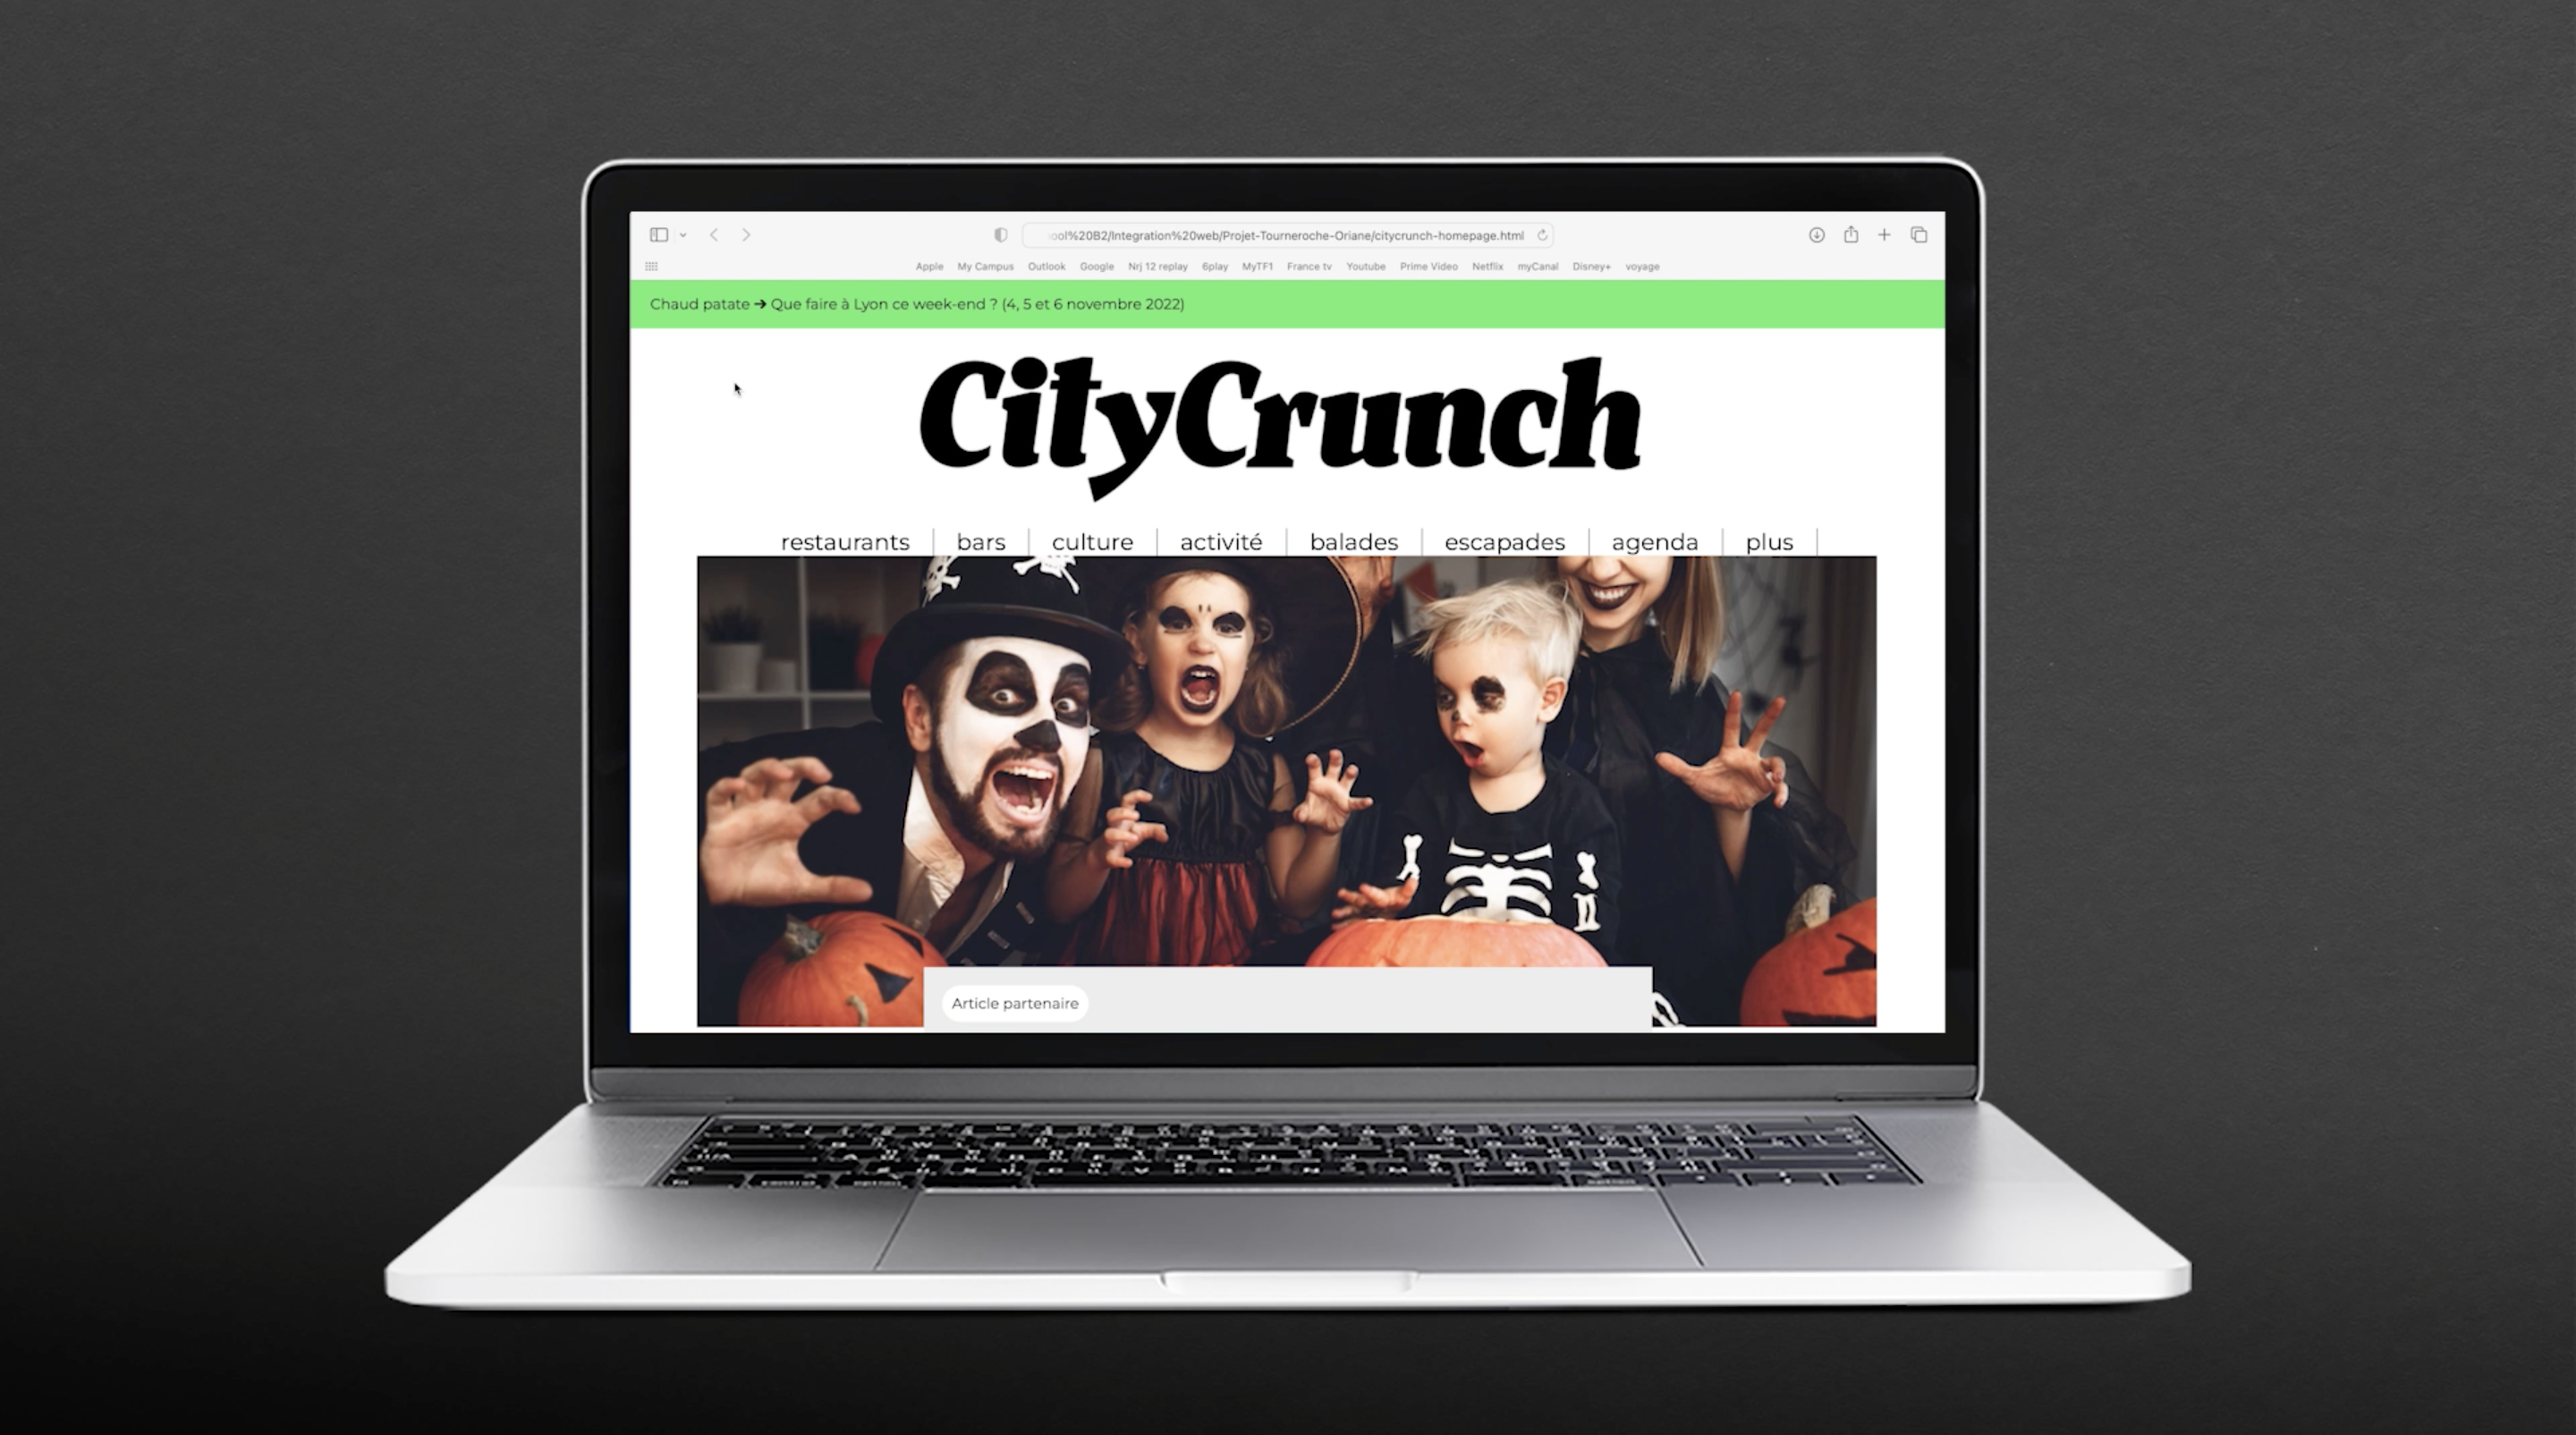 ool%20B2/Integration%20web/Projet-Tourneroche-Oriane/citycrunch-homepage.html
Apple My Campus Outlook Google Nrj 12 replay 6play MyTF1 France tv Youtube Prime Video Netflix myCanal Disney+ voyage
Chaud patate ➔ Que faire à Lyon ce week-end ? (4, 5 et 6 novembre 2022)
CityCrunch
restaurants bars culture activité balades escapades agenda plus
Article partenaire